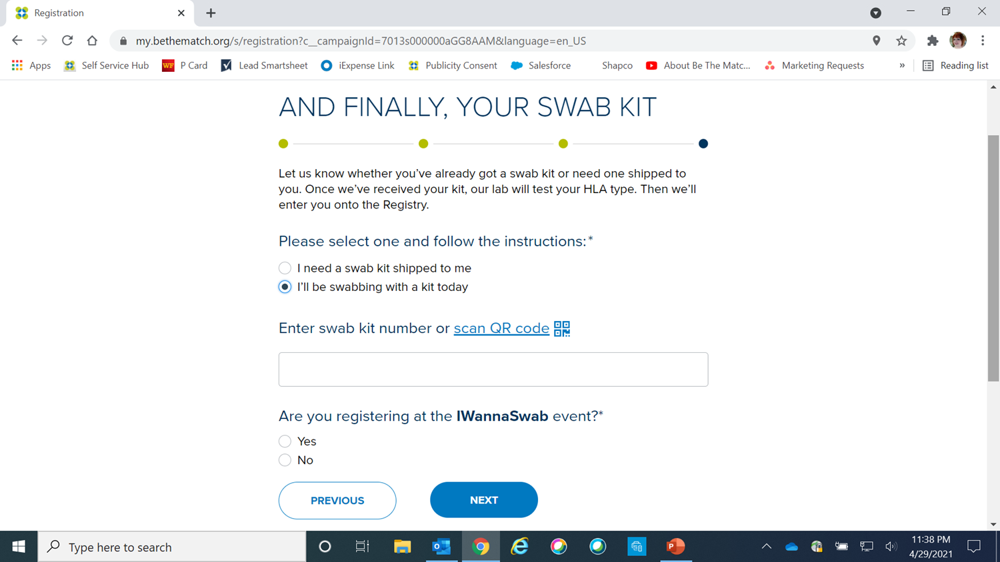 Registration
my.bethematch.org/s/registration?c__campaignId=7013s000000aGG8AAM&language=en_US
Apps Self Service Hub WF P Card Lead Smartsheet iExpense Link Publicity Consent Salesforce Shapco About Be The Matc... Marketing Requests » Reading list
AND FINALLY, YOUR SWAB KIT
Let us know whether you’ve already got a swab kit or need one shipped to
you. Once we’ve received your kit, our lab will test your HLA type. Then we’ll
enter you onto the Registry.
Please select one and follow the instructions:*
I need a swab kit shipped to me
I’ll be swabbing with a kit today
Enter swab kit number or scan QR code
Are you registering at the IWannaSwab event?*
Yes
No
PREVIOUS NEXT
Type here to search
11:38 PM
4/29/2021